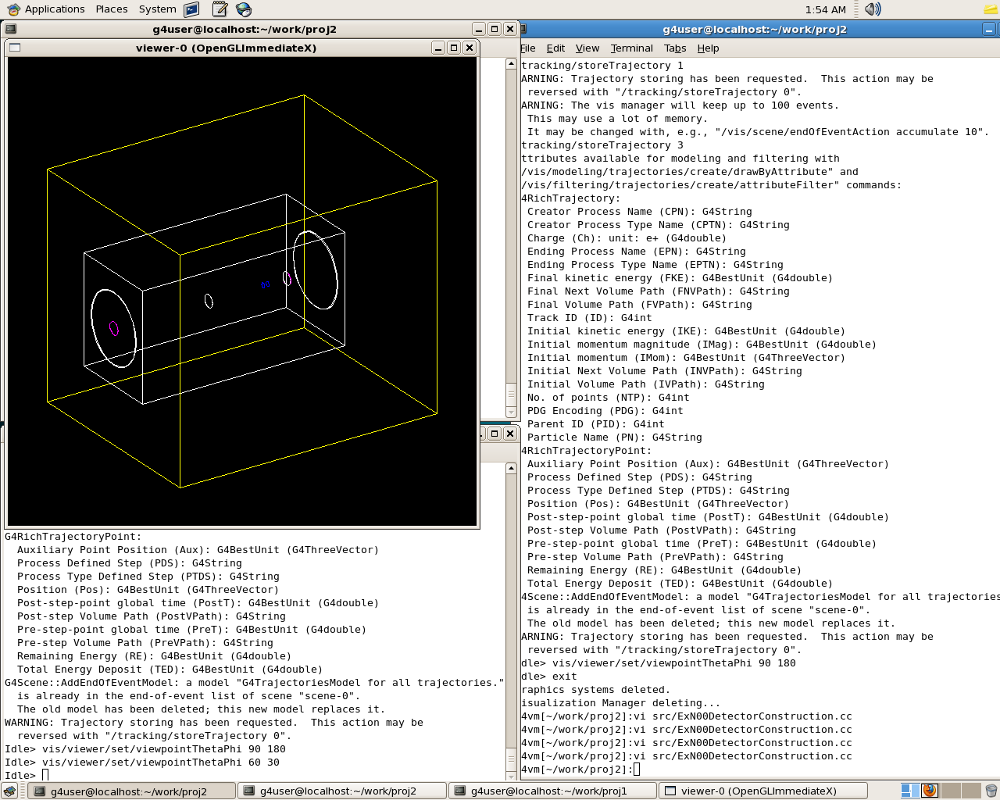 Applications Places System 1:54 AM
g4user@localhost:~/work/proj2
viewer-0 (OpenGLImmediateX)
G4RichTrajectoryPoint:
Auxiliary Point Position (Aux): G4BestUnit (G4ThreeVector)
Process Defined Step (PDS): G4String
Process Type Defined Step (PTDS): G4String
Position (Pos): G4BestUnit (G4ThreeVector)
Post-step-point global time (PostT): G4BestUnit (G4double)
Post-step Volume Path (PostVPath): G4String
Pre-step-point global time (PreT): G4BestUnit (G4double)
Pre-step Volume Path (PreVPath): G4String
Remaining Energy (RE): G4BestUnit (G4double)
Total Energy Deposit (TED): G4BestUnit (G4double)
G4Scene::AddEndOfEventModel: a model "G4TrajectoriesModel for all trajectories."
is already in the end-of-event list of scene "scene-0".
The old model has been deleted; this new model replaces it.
WARNING: Trajectory storing has been requested.  This action may be
reversed with "/tracking/storeTrajectory 0".
Idle> vis/viewer/set/viewpointThetaPhi 90 180
Idle> vis/viewer/set/viewpointThetaPhi 60 30
Idle>
g4user@localhost:~/work/proj2
File Edit View Terminal Tabs Help
tracking/storeTrajectory 1
ARNING: Trajectory storing has been requested.  This action may be
reversed with "/tracking/storeTrajectory 0".
ARNING: The vis manager will keep up to 100 events.
This may use a lot of memory.
It may be changed with, e.g., "/vis/scene/endOfEventAction accumulate 10".
tracking/storeTrajectory 3
ttributes available for modeling and filtering with
/vis/modeling/trajectories/create/drawByAttribute" and
/vis/filtering/trajectories/create/attributeFilter" commands:
4RichTrajectory:
Creator Process Name (CPN): G4String
Creator Process Type Name (CPTN): G4String
Charge (Ch): unit: e+ (G4double)
Ending Process Name (EPN): G4String
Ending Process Type Name (EPTN): G4String
Final kinetic energy (FKE): G4BestUnit (G4double)
Final Next Volume Path (FNVPath): G4String
Final Volume Path (FVPath): G4String
Track ID (ID): G4int
Initial kinetic energy (IKE): G4BestUnit (G4double)
Initial momentum magnitude (IMag): G4BestUnit (G4double)
Initial momentum (IMom): G4BestUnit (G4ThreeVector)
Initial Next Volume Path (INVPath): G4String
Initial Volume Path (IVPath): G4String
No. of points (NTP): G4int
PDG Encoding (PDG): G4int
Parent ID (PID): G4int
Particle Name (PN): G4String
4RichTrajectoryPoint:
Auxiliary Point Position (Aux): G4BestUnit (G4ThreeVector)
Process Defined Step (PDS): G4String
Process Type Defined Step (PTDS): G4String
Position (Pos): G4BestUnit (G4ThreeVector)
Post-step-point global time (PostT): G4BestUnit (G4double)
Post-step Volume Path (PostVPath): G4String
Pre-step-point global time (PreT): G4BestUnit (G4double)
Pre-step Volume Path (PreVPath): G4String
Remaining Energy (RE): G4BestUnit (G4double)
Total Energy Deposit (TED): G4BestUnit (G4double)
4Scene::AddEndOfEventModel: a model "G4TrajectoriesModel for all trajectories
is already in the end-of-event list of scene "scene-0".
The old model has been deleted; this new model replaces it.
ARNING: Trajectory storing has been requested.  This action may be
reversed with "/tracking/storeTrajectory 0".
dle> vis/viewer/set/viewpointThetaPhi 90 180
dle> exit
raphics systems deleted.
isualization Manager deleting...
4vm[~/work/proj2]:vi src/ExN00DetectorConstruction.cc
4vm[~/work/proj2]:vi src/ExN00DetectorConstruction.cc
4vm[~/work/proj2]:vi src/ExN00DetectorConstruction.cc
4vm[~/work/proj2]:vi src/ExN00DetectorConstruction.cc
4vm[~/work/proj2]:
g4user@localhost:~/work/proj2 g4user@localhost:~/work/proj2 g4user@localhost:~/work/proj1 viewer-0 (OpenGLImmediateX)